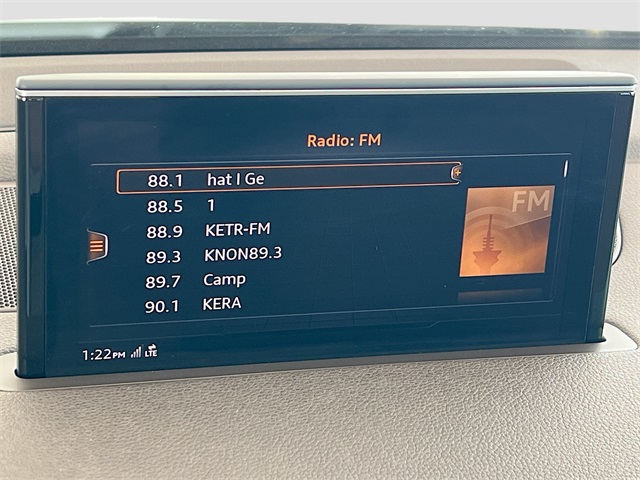 Radio: FM
88.1 hat I Ge
88.5 1
88.9 KETR-FM
89.3 KNON89.3
89.7 Camp
90.1 KERA
FM
1:22PM LTE